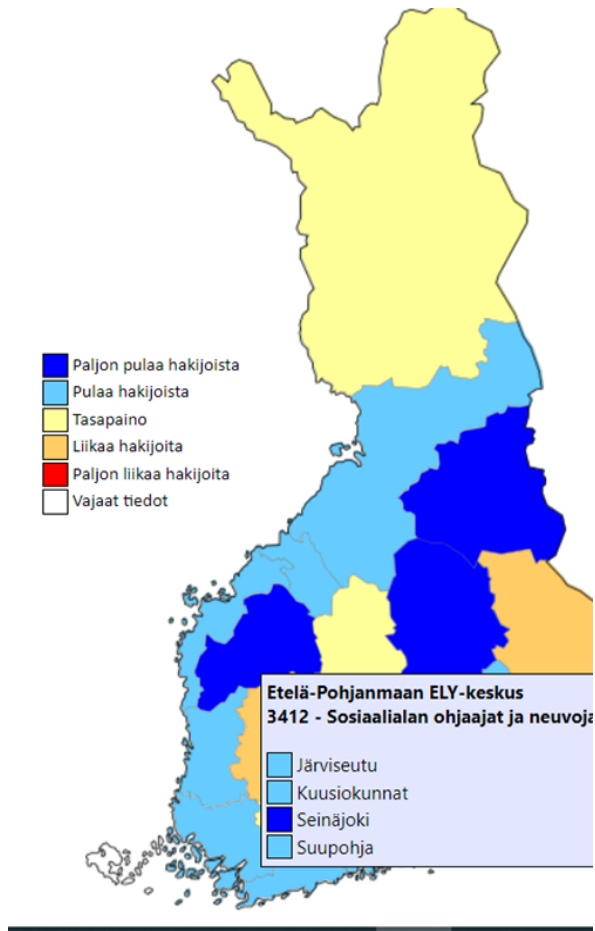 Paljon pulaa hakijoista
Pulaa hakijoista
Tasapaino
Liikaa hakijoita
Paljon liikaa hakijoita
Vajaat tiedot
Etelä-Pohjanmaan ELY-keskus
3412 - Sosiaalialan ohjaajat ja neuvoja
Järviseutu
Kuusiokunnat
Seinäjoki
Suupohja